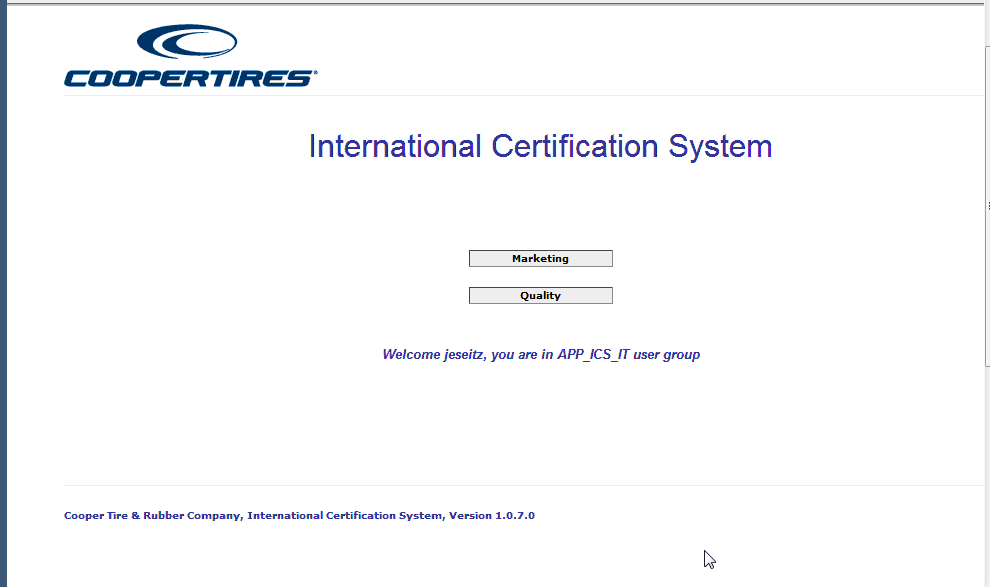 COOPERTIRES®
International Certification System
Marketing
Quality
Welcome jeseitz, you are in APP_ICS_IT user group
Cooper Tire & Rubber Company, International Certification System, Version 1.0.7.0